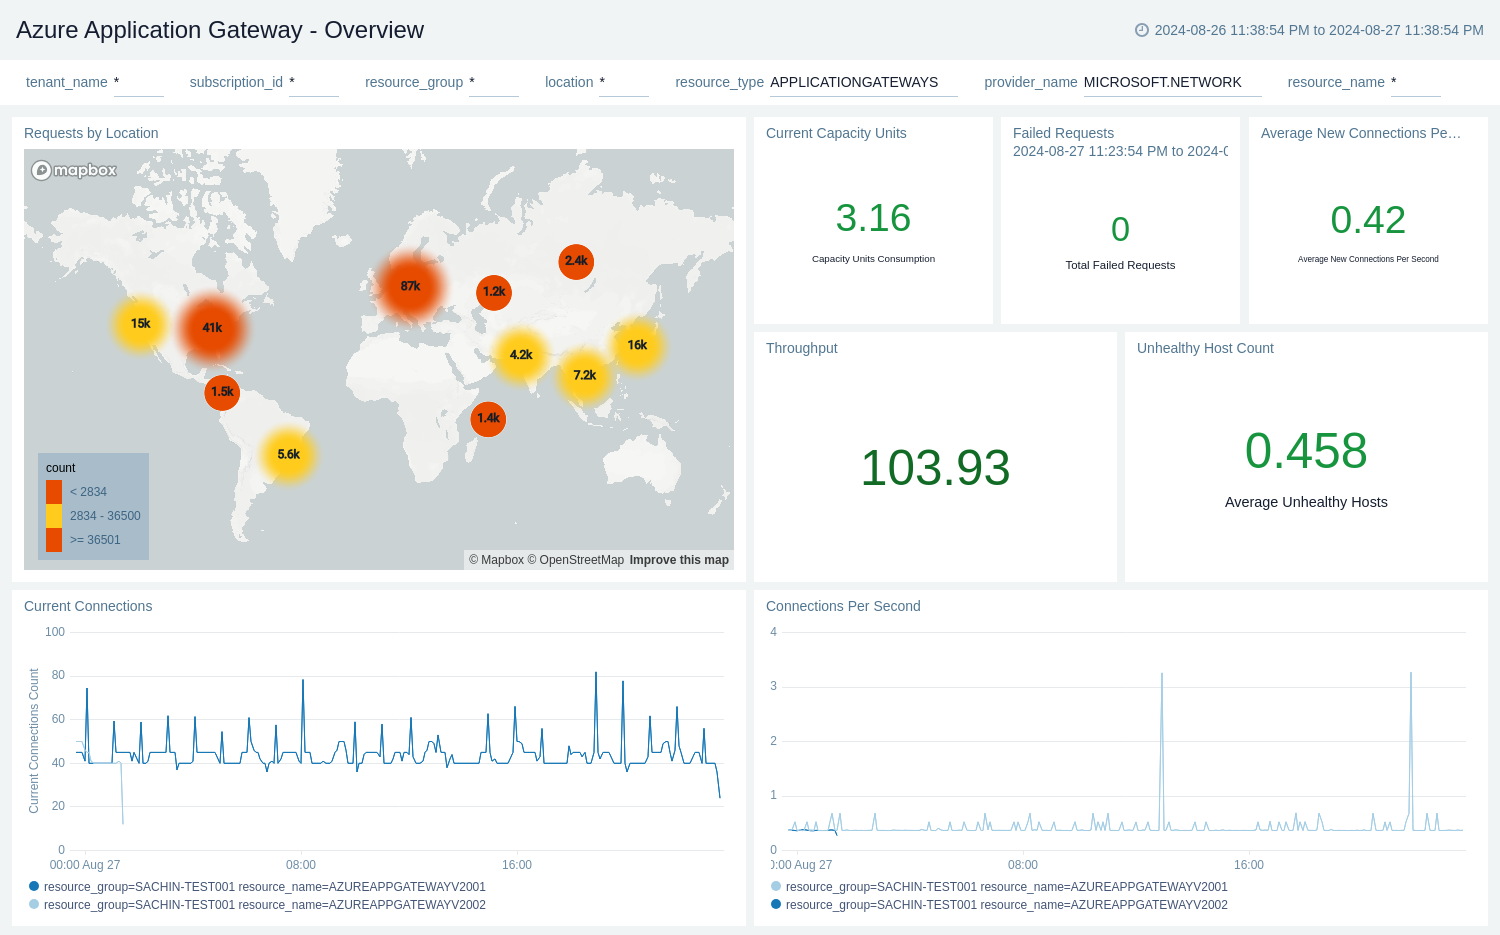 Azure Application Gateway - Overview
2024-08-26 11:38:54 PM to 2024-08-27 11:38:54 PM
tenant_name *
subscription_id *
resource_group *
location *
resource_type APPLICATIONGATEWAYS
provider_name MICROSOFT.NETWORK
resource_name *
Requests by Location
mapbox
2.4k
87k
1.2k
15k
41k
16k
4.2k
7.2k
1.5k
1.4k
5.6k
count
< 2834
2834 - 36500
>= 36501
© Mapbox © OpenStreetMap Improve this map
Current Capacity Units
3.16
Capacity Units Consumption
Failed Requests
2024-08-27 11:23:54 PM to 2024-0
0
Total Failed Requests
Average New Connections Pe…
0.42
Average New Connections Per Second
Throughput
103.93
Unhealthy Host Count
0.458
Average Unhealthy Hosts
Current Connections
Current Connections Count
100
80
60
40
20
0
00:00 Aug 27
08:00
16:00
resource_group=SACHIN-TEST001 resource_name=AZUREAPPGATEWAYV2001
resource_group=SACHIN-TEST001 resource_name=AZUREAPPGATEWAYV2002
Connections Per Second
4
3
2
1
0
):00 Aug 27
08:00
16:00
resource_group=SACHIN-TEST001 resource_name=AZUREAPPGATEWAYV2001
resource_group=SACHIN-TEST001 resource_name=AZUREAPPGATEWAYV2002